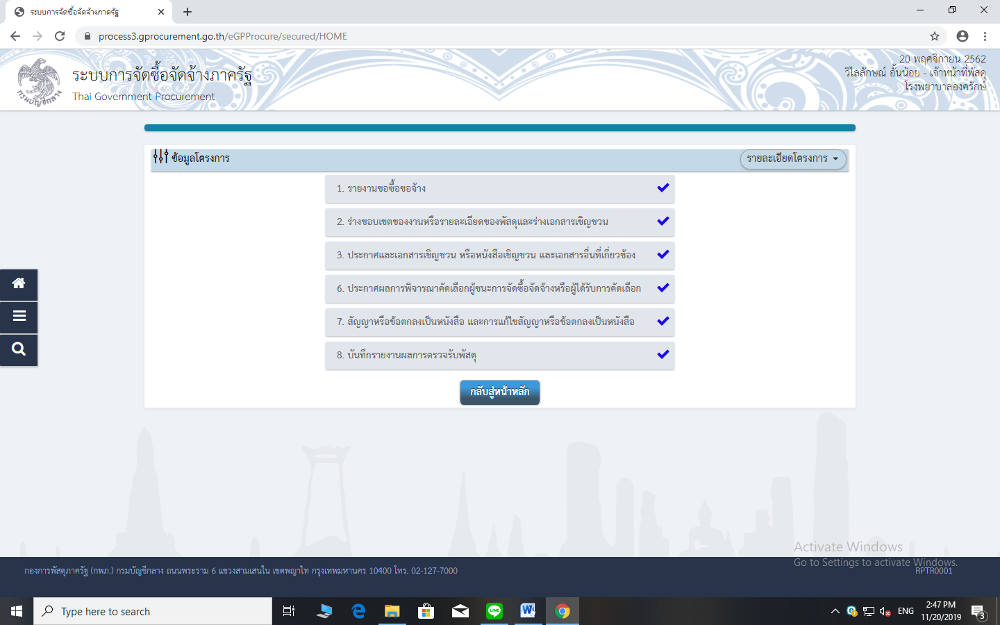 ระบบการจัดซื้อจัดจ้างภาครัฐ
process3.gprocurement.go.th/eGPProcure/secured/HOME
ระบบการจัดซื้อจัดจ้างภาครัฐ
Thai Government Procurement
กรมบัญชีกลาง
20 พฤศจิกายน 2562
วิไลลักษณ์ อั้นน้อย - เจ้าหน้าที่พัสดุ
โรงพยาบาลองครักษ์
ข้อมูลโครงการ
รายละเอียดโครงการ
1. รายงานขอซื้อขอจ้าง
2. ร่างขอบเขตของงานหรือรายละเอียดของพัสดุและร่างเอกสารเชิญชวน
3. ประกาศและเอกสารเชิญชวน หรือหนังสือเชิญชวน และเอกสารอื่นที่เกี่ยวข้อง
6. ประกาศผลการพิจารณาคัดเลือกผู้ชนะการจัดซื้อจัดจ้างหรือผู้ได้รับการคัดเลือก
7. สัญญาหรือข้อตกลงเป็นหนังสือ และการแก้ไขสัญญาหรือข้อตกลงเป็นหนังสือ
8. บันทึกรายงานผลการตรวจรับพัสดุ
กลับสู่หน้าหลัก
Activate Windows
Go to Settings to activate Windows.
กองการพัสดุภาครัฐ (กพภ.) กรมบัญชีกลาง ถนนพระราม 6 แขวงสามเสนใน เขตพญาไท กรุงเทพมหานคร 10400 โทร. 02-127-7000
RPTR0001
Type here to search
LINE
W
ENG
2:47 PM
11/20/2019
3